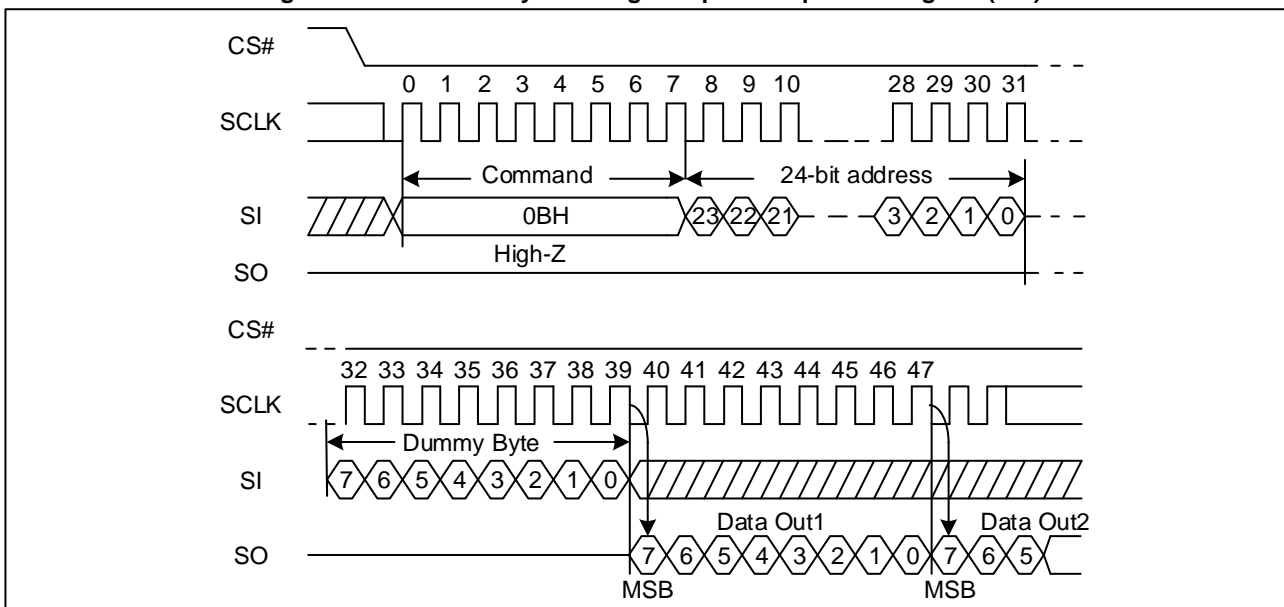 CS#
0 1 2 3 4 5 6 7 8 9 10 28 29 30 31
SCLK
Command 24-bit address
SI 0BH 23 22 21 3 2 1 0
High-Z
SO
CS#
32 33 34 35 36 37 38 39 40 41 42 43 44 45 46 47
SCLK
Dummy Byte
SI 7 6 5 4 3 2 1 0
Data Out1 Data Out2
SO 7 6 5 4 3 2 1 0 7 6 5
MSB MSB